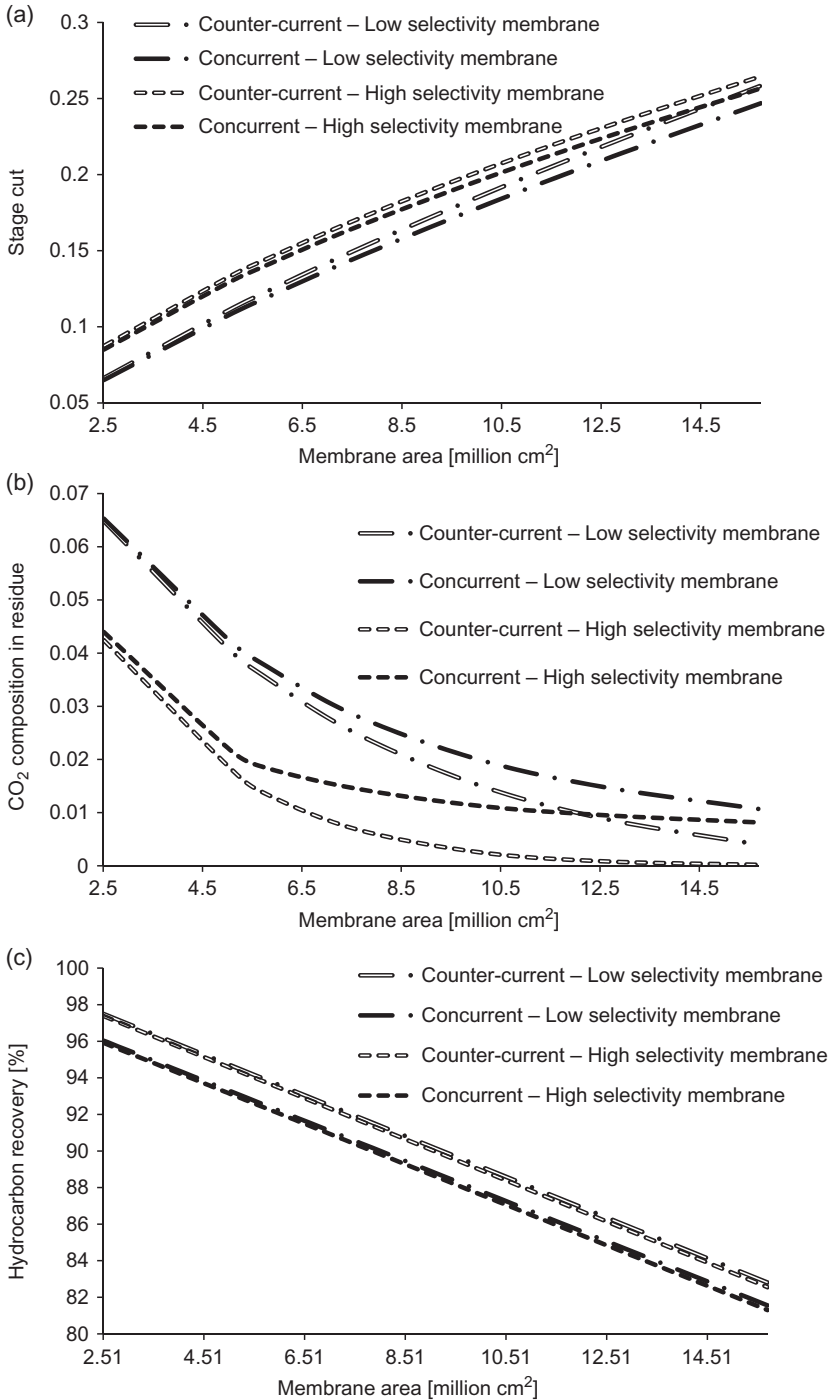 (a)
0.3
0.25
0.2
0.15
0.1
0.05
Stage cut
Counter-current – Low selectivity membrane
Concurrent – Low selectivity membrane
Counter-current – High selectivity membrane
Concurrent – High selectivity membrane
2.5 4.5 6.5 8.5 10.5 12.5 14.5
Membrane area [million cm²]
(b)
0.07
0.06
0.05
0.04
0.03
0.02
0.01
0
CO₂ composition in residue
Counter-current – Low selectivity membrane
Concurrent – Low selectivity membrane
Counter-current – High selectivity membrane
Concurrent – High selectivity membrane
2.5 4.5 6.5 8.5 10.5 12.5 14.5
Membrane area [million cm²]
(c)
100
98
96
94
92
90
88
86
84
82
80
Hydrocarbon recovery [%]
Counter-current – Low selectivity membrane
Concurrent – Low selectivity membrane
Counter-current – High selectivity membrane
Concurrent – High selectivity membrane
2.51 4.51 6.51 8.51 10.51 12.51 14.51
Membrane area [million cm²]